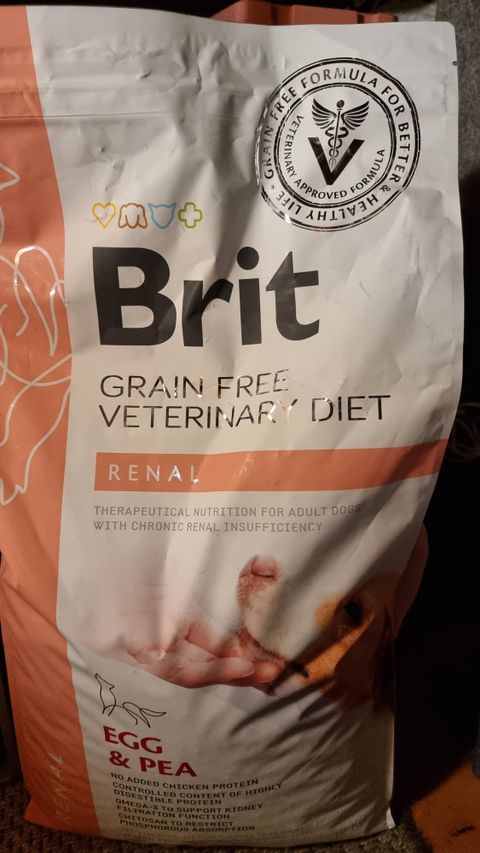 GRAIN FREE FORMULA FOR BETTER & HEALTHY LIFE *
VETERINARY APPROVED FORMULA
V
Brit
GRAIN FREE
VETERINARY DIET
RENAL
THERAPEUTICAL NUTRITION FOR ADULT DOGS
WITH CHRONIC RENAL INSUFFICIENCY
EGG
& PEA
NO ADDED CHICKEN PROTEIN
CONTROLLED CONTENT OF HIGHLY
DIGESTIBLE PROTEIN
OMEGA-3 TO SUPPORT KIDNEY
FILTRATION FUNCTION
CHITOSAN TO RESTRICT
PHOSPHOROUS ABSORPTION